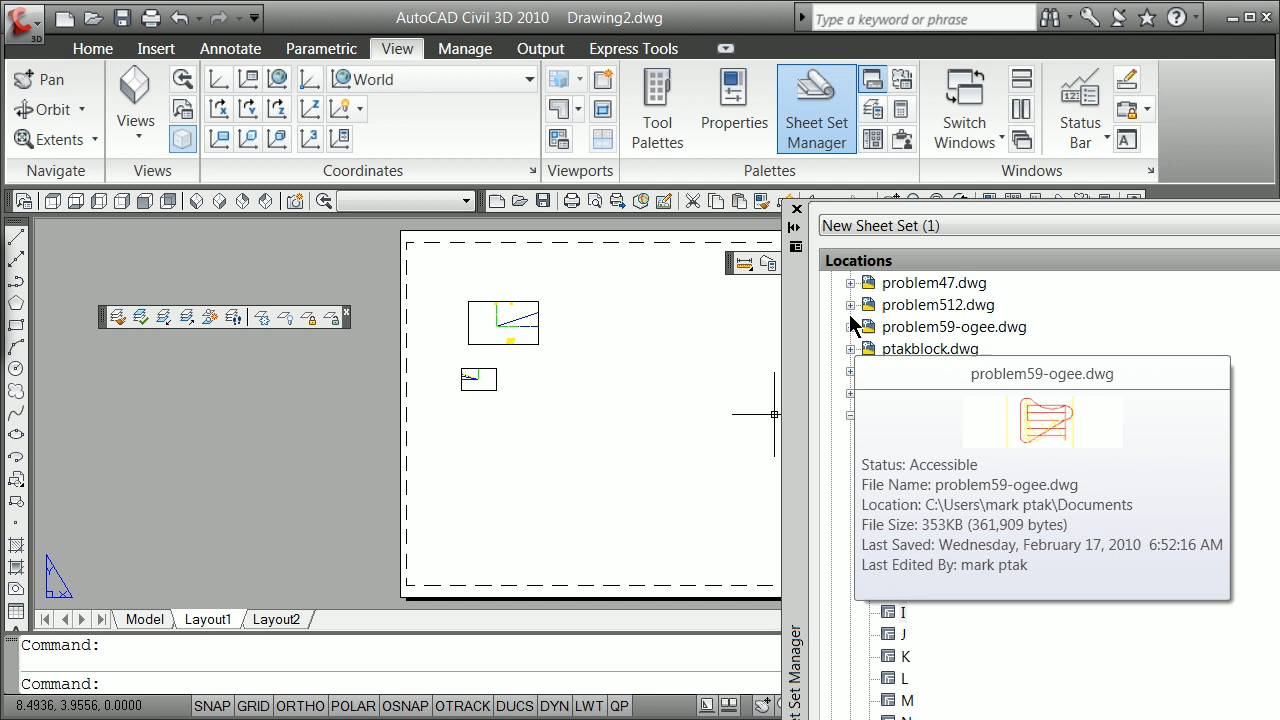 AutoCAD Civil 3D 2010 Drawing2.dwg
Type a keyword or phrase
3D
Home Insert Annotate Parametric View Manage Output Express Tools
Pan
Orbit
Extents
Navigate
Views
Views
World
Coordinates
Viewports
Tool Palettes
Properties
Sheet Set Manager
Palettes
Switch Windows
Status Bar
Windows
New Sheet Set (1)
Locations
problem47.dwg
problem512.dwg
problem59-ogee.dwg
ptakblock.dwg
problem59-ogee.dwg
Status: Accessible
File Name: problem59-ogee.dwg
Location: C:\Users\mark ptak\Documents
File Size: 353KB (361,909 bytes)
Last Saved: Wednesday, February 17, 2010 6:52:16 AM
Last Edited By: mark ptak
I
J
K
L
M
Model Layout1 Layout2
Command:
Command:
8.4936, 3.9556, 0.0000 SNAP GRID ORTHO POLAR OSNAP OTRACK DUCS DYN LWT QP
Set Manager